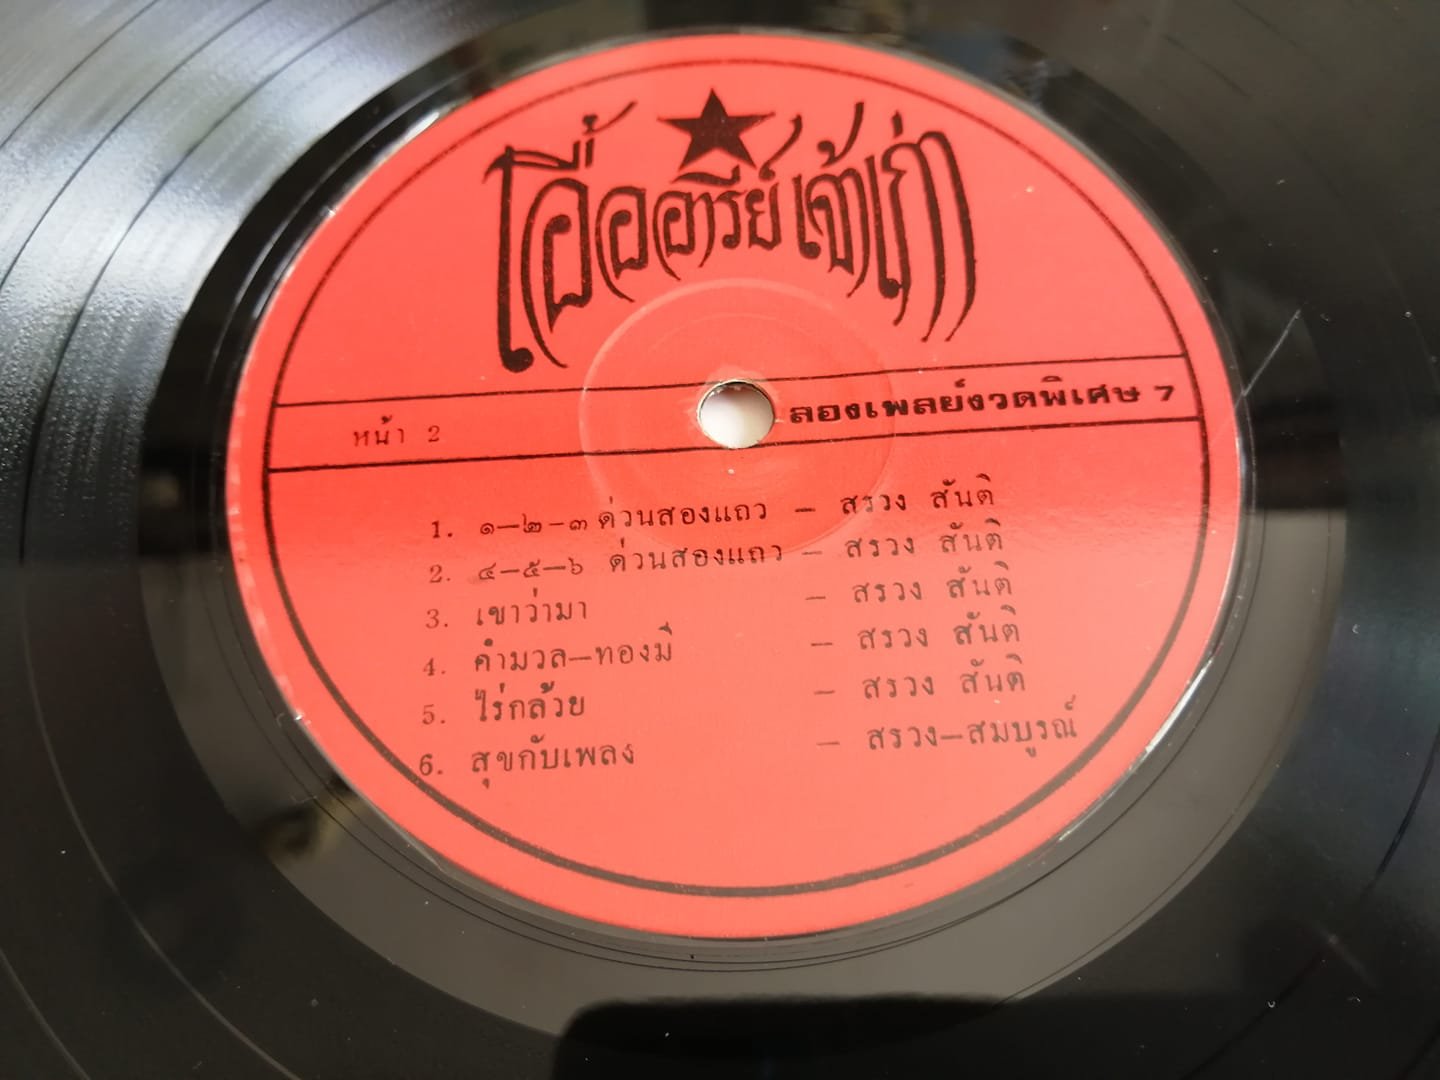 เอื้ออารีย์ เจ้าเก่า
หน้า 2
ลองเพลย์งวดพิเศษ 7
1. ๑–๒–๓ ด่วนสองแถว – สรวง สันติ
2. ๔–๕–๖ ด่วนสองแถว – สรวง สันติ
3. เขาว่ามา – สรวง สันติ
4. คำมวล–ทองมี – สรวง สันติ
5. ไร่กล้วย – สรวง สันติ
6. สุขกับเพลง – สรวง–สมบูรณ์